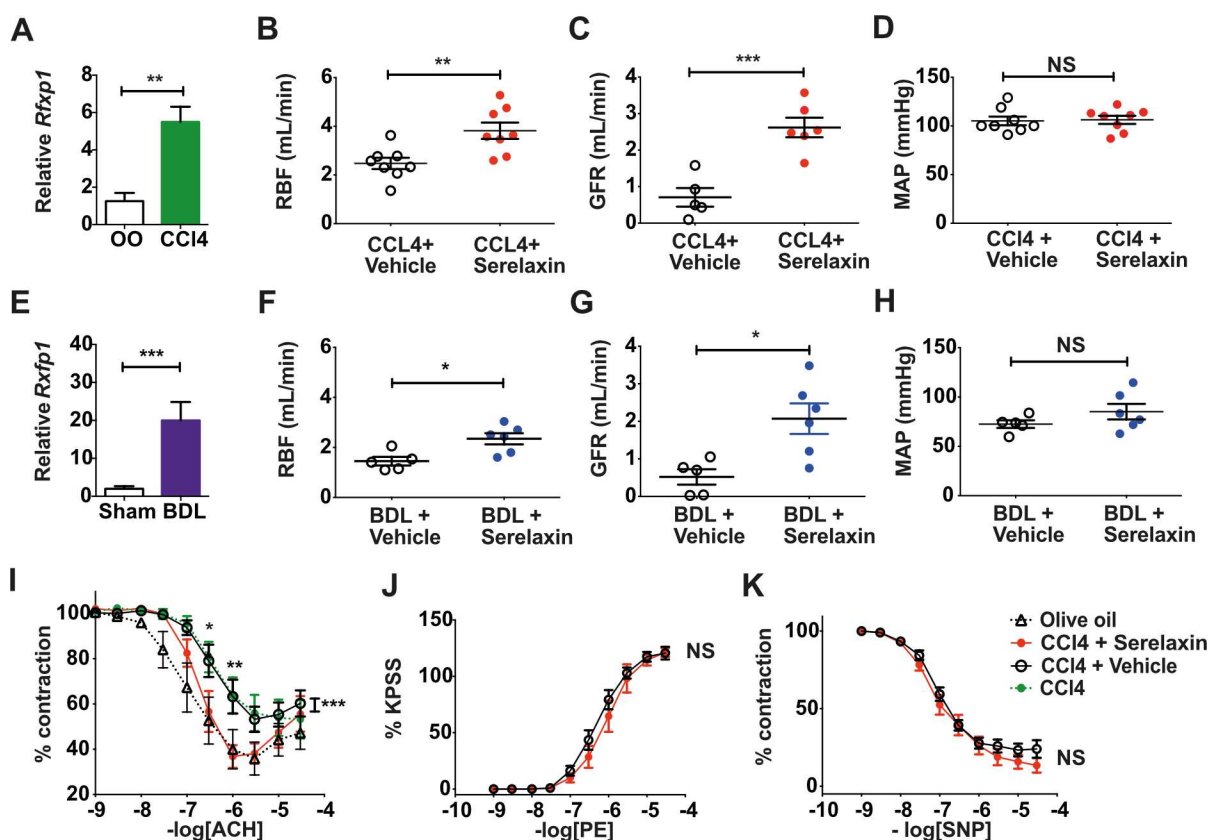 A
Relative Rfxp1
8
6
4
2
0
**
OO CCl4
B
RBF (mL/min)
6
4
2
0
**
CCL4+ CCL4+
Vehicle Serelaxin
C
GFR (mL/min)
4
3
2
1
0
***
CCL4+ CCL4+
Vehicle Serelaxin
D
MAP (mmHg)
150
100
50
0
NS
CCl4 + CCl4 +
Vehicle Serelaxin
E
Relative Rxfp1
40
30
20
10
0
***
Sham BDL
F
RBF (mL/min)
6
4
2
0
*
BDL + BDL +
Vehicle Serelaxin
G
GFR (mL/min)
4
3
2
1
0
*
BDL + BDL +
Vehicle Serelaxin
H
MAP (mmHg)
150
100
50
0
NS
BDL + BDL +
Vehicle Serelaxin
I
% contraction
100
80
60
40
20
*
**
***
-9 -8 -7 -6 -5 -4
-log[ACH]
J
% KPSS
150
100
50
0
NS
-10 -9 -8 -7 -6 -5 -4
-log[PE]
K
% contraction
100
50
0
NS
-10 -9 -8 -7 -6 -5 -4
- log[SNP]
Olive oil
CCl4 + Serelaxin
CCl4 + Vehicle
CCl4